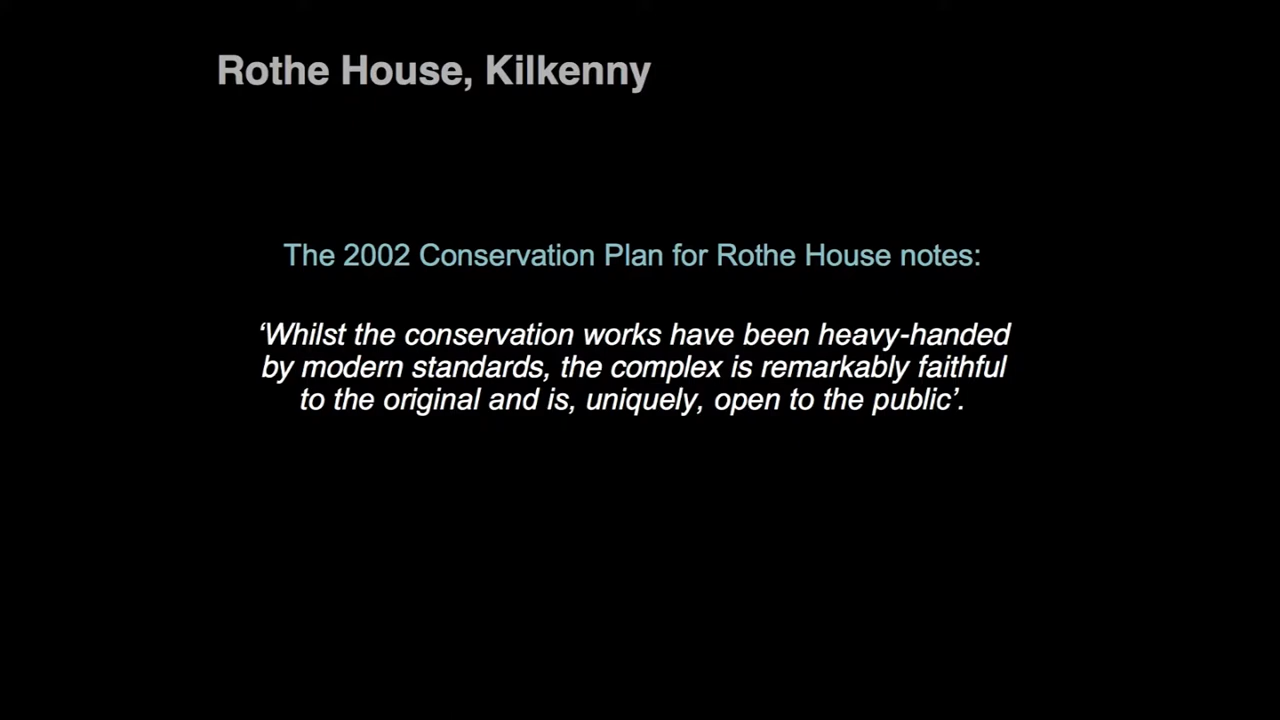 Rothe House, Kilkenny
The 2002 Conservation Plan for Rothe House notes:
‘Whilst the conservation works have been heavy-handed
by modern standards, the complex is remarkably faithful
to the original and is, uniquely, open to the public’.